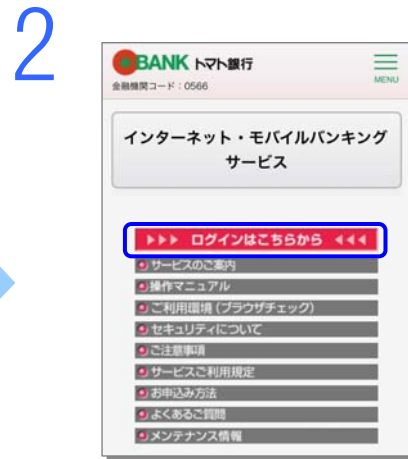 2
BANK トマト銀行
金融機関コード：0566
MENU
インターネット・モバイルバンキング
サービス
▶▶▶ ログインはこちらから ◀◀◀
サービスのご案内
操作マニュアル
ご利用環境（ブラウザチェック）
セキュリティについて
ご注意事項
サービスご利用規定
お申込み方法
よくあるご質問
メンテナンス情報